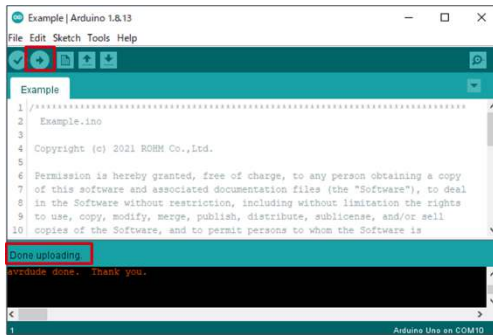 Example | Arduino 1.8.13
File Edit Sketch Tools Help
Example
1 /***********************************************************************
2 Example.ino
3
4 Copyright (c) 2021 ROHM Co.,Ltd.
5
6 Permission is hereby granted, free of charge, to any person obtaining a copy
7 of this software and associated documentation files (the "Software"), to deal
8 in the Software without restriction, including without limitation the rights
9 to use, copy, modify, merge, publish, distribute, sublicense, and/or sell
10 copies of the Software, and to permit persons to whom the Software is
Done uploading.
avrdude done. Thank you.
1 Arduino Uno on COM10